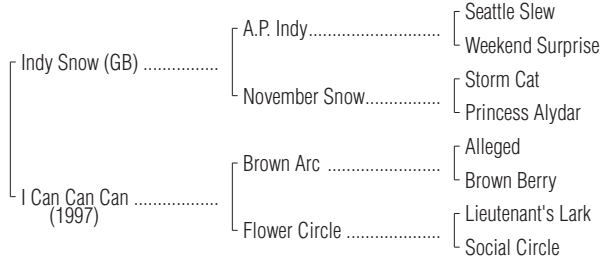 Seattle Slew
A.P. Indy............................
Weekend Surprise
Indy Snow (GB) ................
Storm Cat
November Snow................
Princess Alydar
Alleged
Brown Arc ........................
Brown Berry
I Can Can Can ..................
(1997)
Lieutenant's Lark
Flower Circle ....................
Social Circle